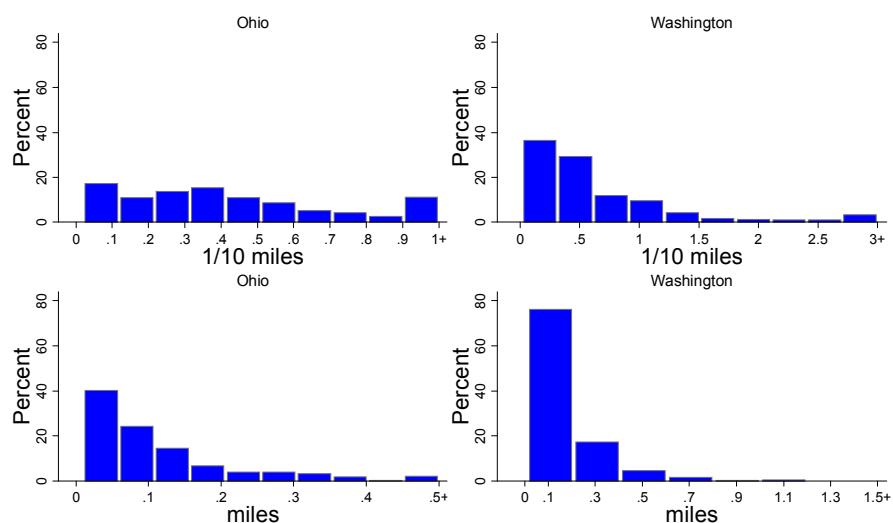 Ohio
Percent
80
60
40
20
0
0 .1 .2 .3 .4 .5 .6 .7 .8 .9 1+
1/10 miles
Washington
Percent
80
60
40
20
0
0 .5 1 1.5 2 2.5 3+
1/10 miles
Ohio
Percent
80
60
40
20
0
0 .1 .2 .3 .4 .5+
miles
Washington
Percent
80
60
40
20
0
0 .1 .3 .5 .7 .9 1.1 1.3 1.5+
miles